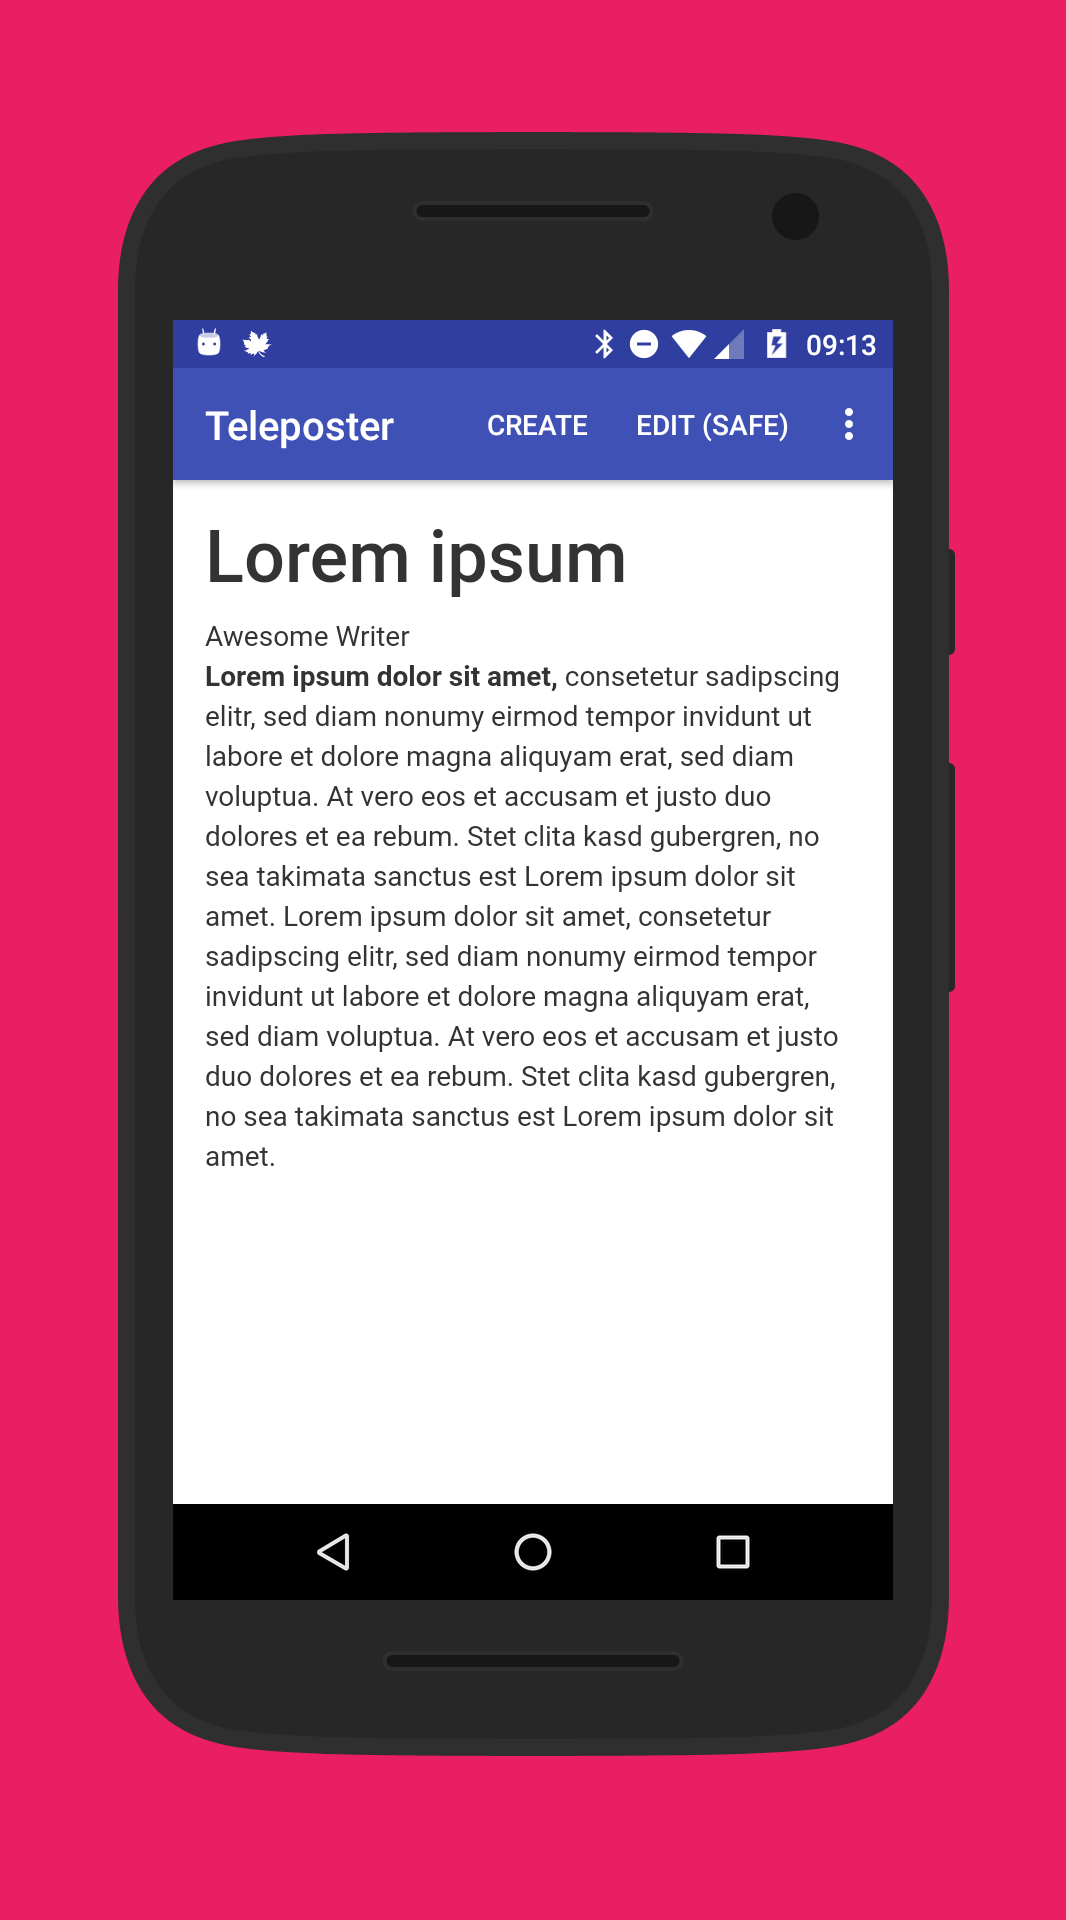 09:13
Teleposter CREATE EDIT (SAFE)
Lorem ipsum
Awesome Writer
Lorem ipsum dolor sit amet, consetetur sadipscing
elitr, sed diam nonumy eirmod tempor invidunt ut
labore et dolore magna aliquyam erat, sed diam
voluptua. At vero eos et accusam et justo duo
dolores et ea rebum. Stet clita kasd gubergren, no
sea takimata sanctus est Lorem ipsum dolor sit
amet. Lorem ipsum dolor sit amet, consetetur
sadipscing elitr, sed diam nonumy eirmod tempor
invidunt ut labore et dolore magna aliquyam erat,
sed diam voluptua. At vero eos et accusam et justo
duo dolores et ea rebum. Stet clita kasd gubergren,
no sea takimata sanctus est Lorem ipsum dolor sit
amet.